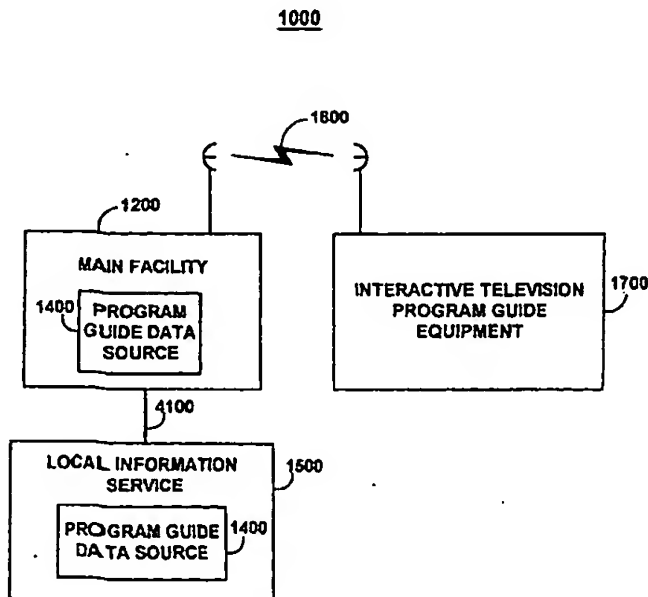 1000
1600
1200
MAIN FACILITY
1400
PROGRAM
GUIDE DATA
SOURCE
INTERACTIVE TELEVISION
PROGRAM GUIDE
EQUIPMENT
1700
4100
LOCAL INFORMATION
SERVICE
1500
PROGRAM GUIDE
DATA SOURCE
1400